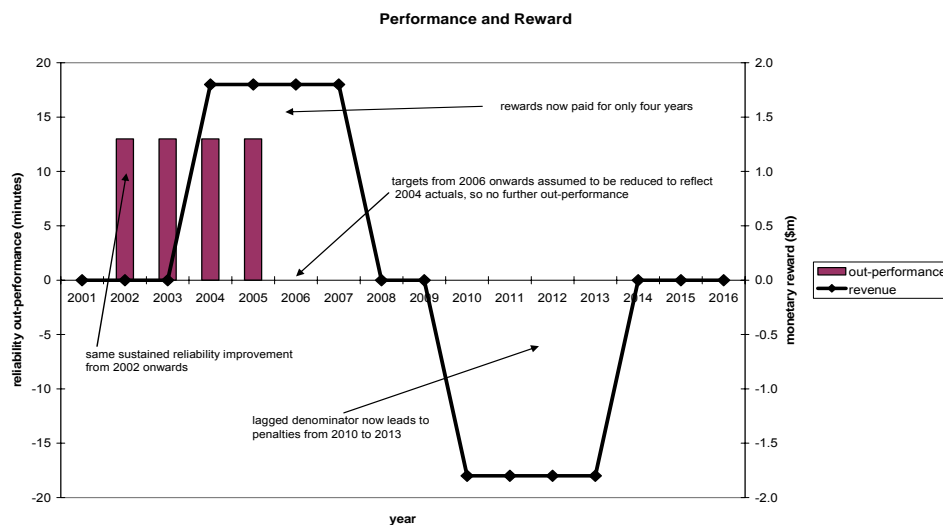 Performance and Reward
20
15
10
5
0
-5
-10
-15
-20
reliability out-performance (minutes)
2.0
1.5
1.0
0.5
0.0
-0.5
-1.0
-1.5
-2.0
monetary reward ($m)
rewards now paid for only four years
targets from 2006 onwards assumed to be reduced to reflect
2004 actuals, so no further out-performance
2001 2002 2003 2004 2005 2006 2007 2008 2009 2010 2011 2012 2013 2014 2015 2016
same sustained reliability improvement
from 2002 onwards
lagged denominator now leads to
penalties from 2010 to 2013
year
out-performance
revenue